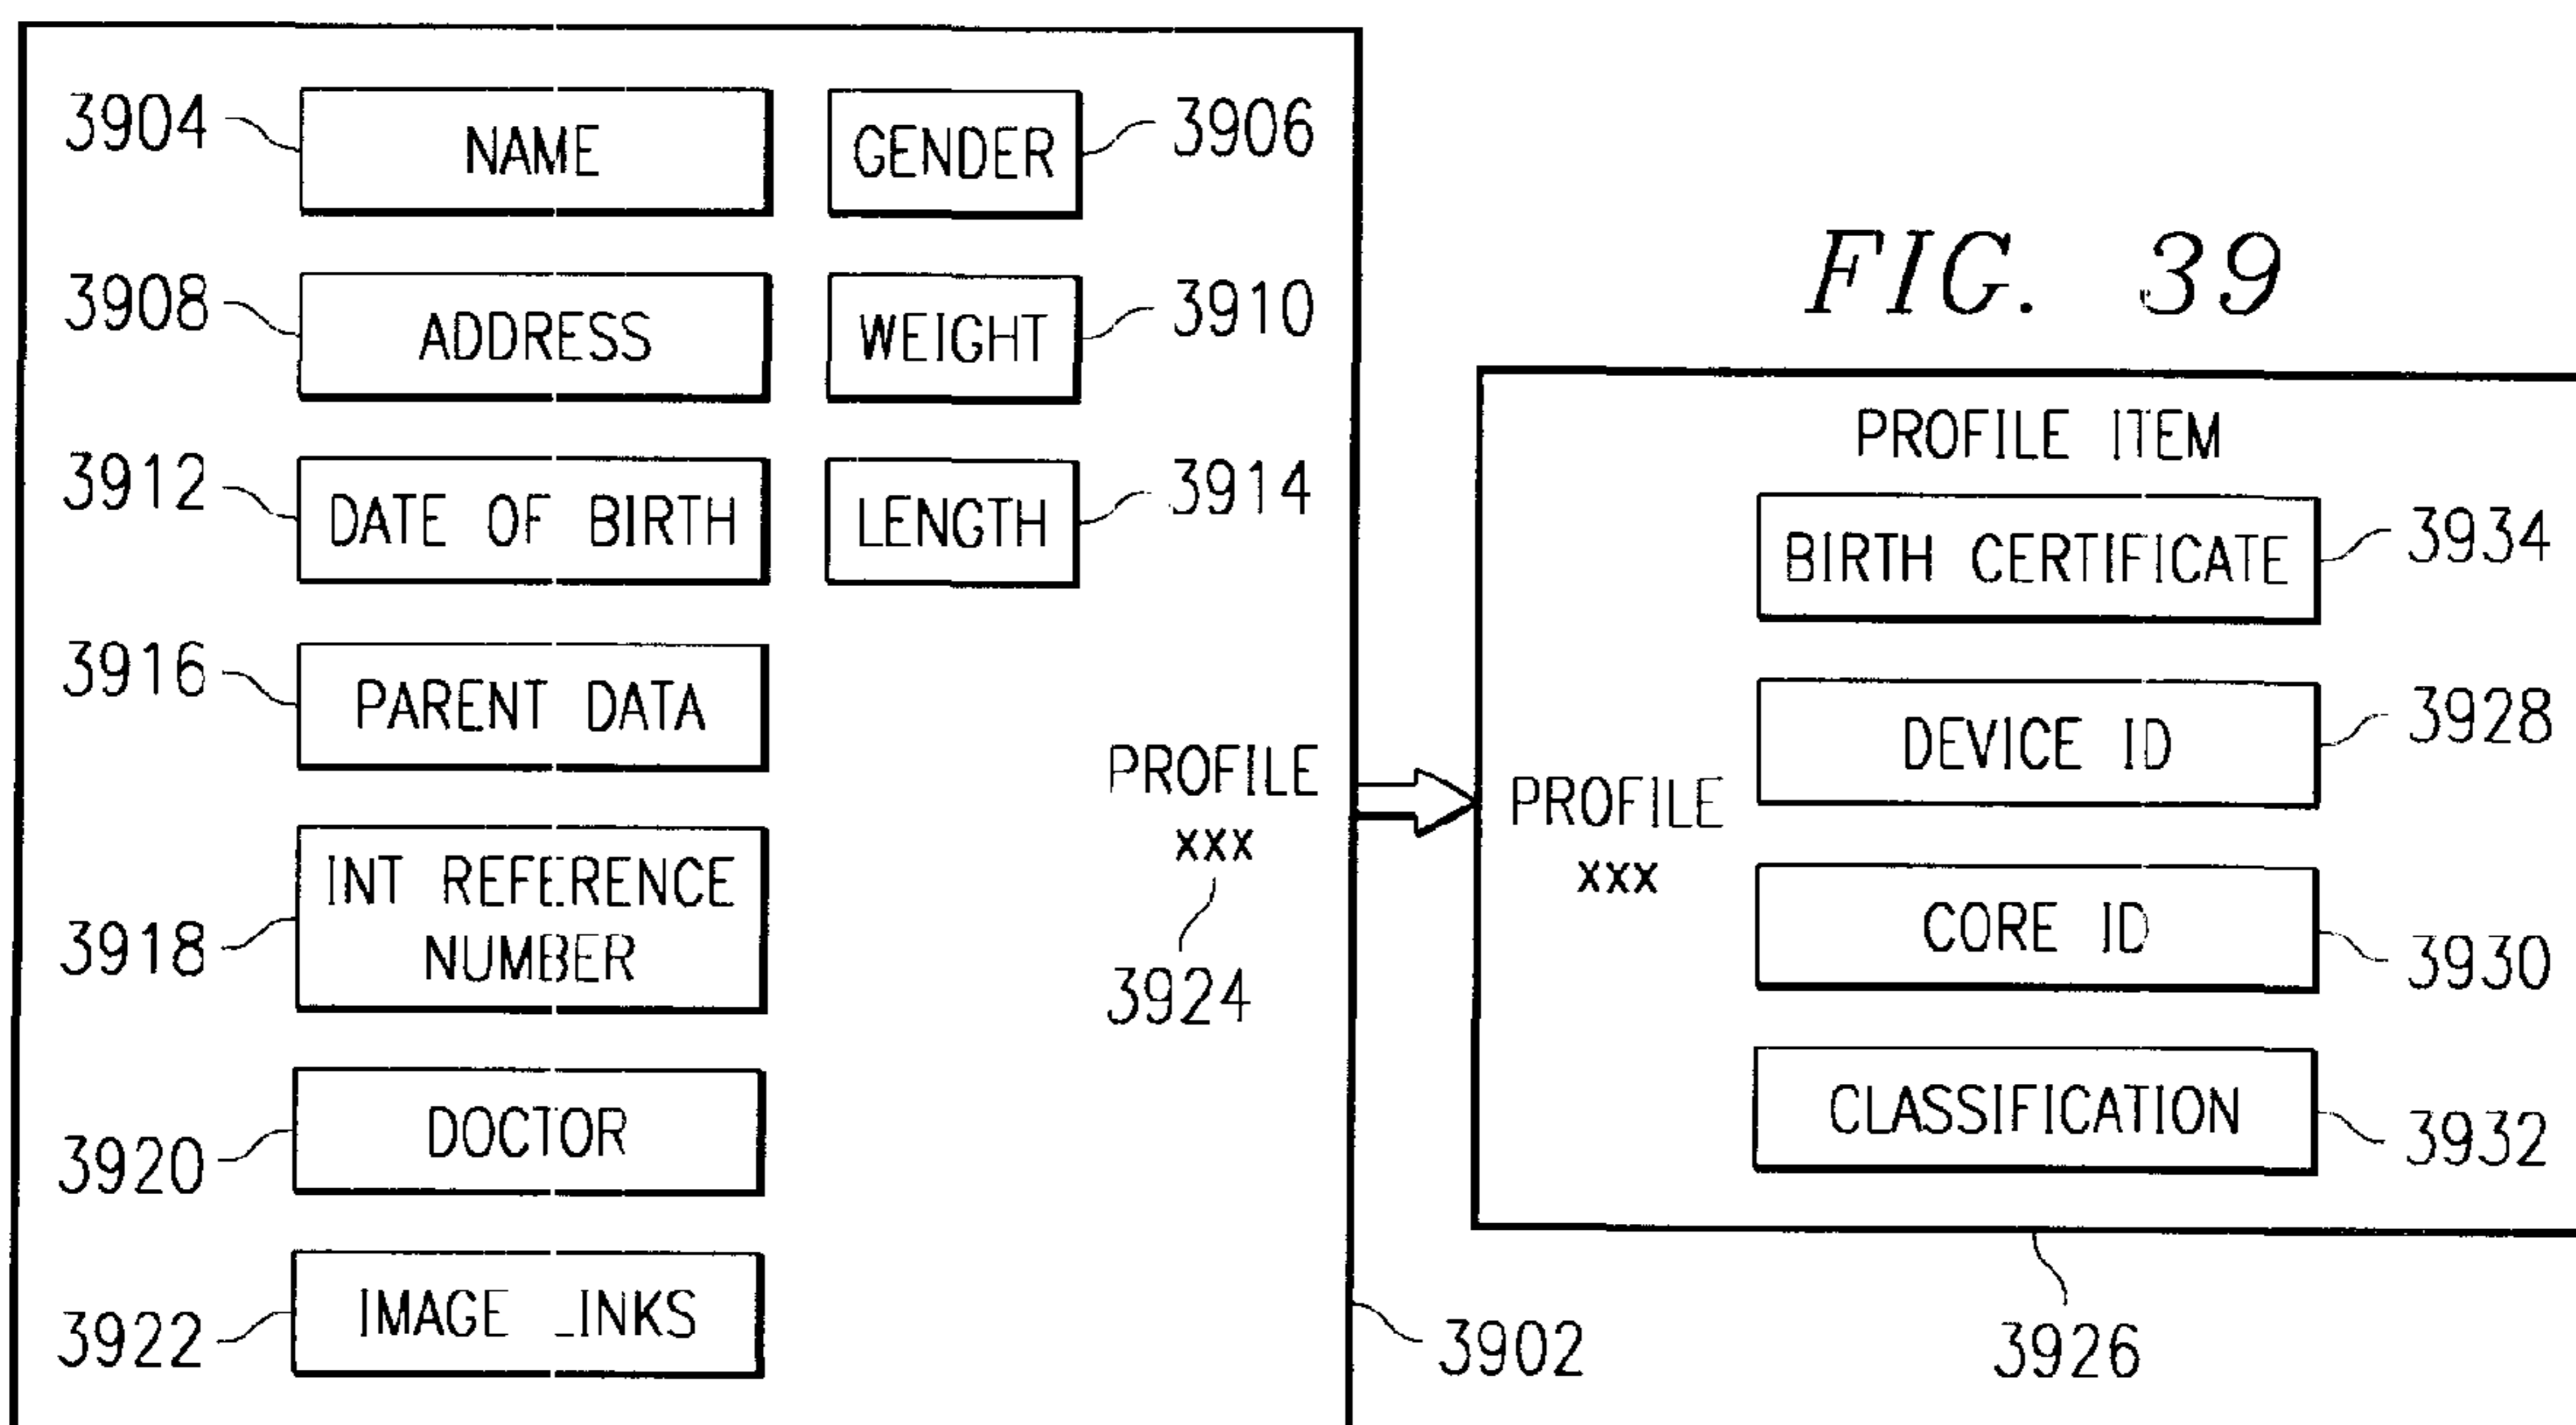 3904
NAME
GENDER
3906
3908
ADDRESS
WEIGHT
3910
3912
DATE OF BIRTH
LENGTH
3914
3916
PARENT DATA
3918
INT REFERENCE
NUMBER
3920
DOCTOR
3922
IMAGE LINKS
PROFILE
xxx
3924
3902
FIG. 39
PROFILE ITEM
BIRTH CERTIFICATE
3934
DEVICE ID
3928
PROFILE
xxx
CORE ID
3930
CLASSIFICATION
3932
3926